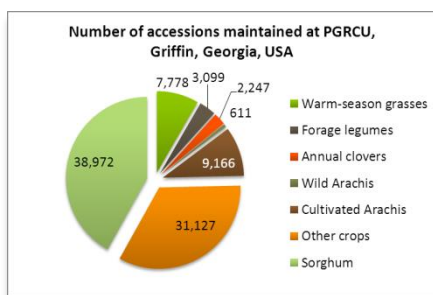 Number of accessions maintained at PGRCU,
Griffin, Georgia, USA
7,778
3,099
2,247
611
9,166
31,127
38,972
Warm-season grasses
Forage legumes
Annual clovers
Wild Arachis
Cultivated Arachis
Other crops
Sorghum